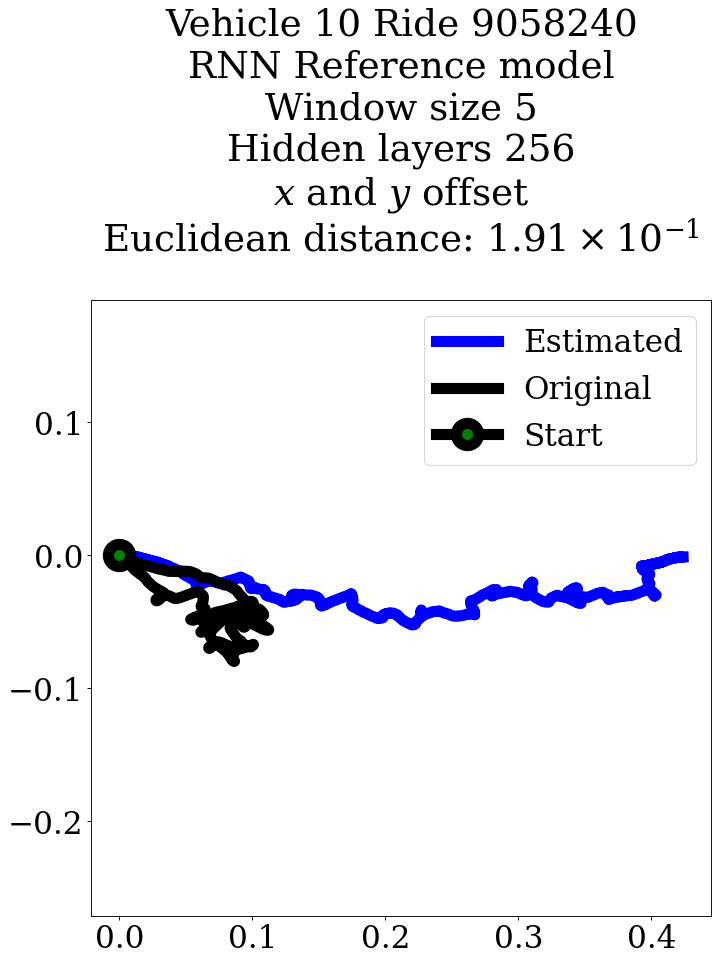 Vehicle 10 Ride 9058240
RNN Reference model
Window size 5
Hidden layers 256
x and y offset
Euclidean distance: 1.91 × 10⁻¹
Estimated
Original
Start
0.1
0.0
−0.1
−0.2
0.0 0.1 0.2 0.3 0.4